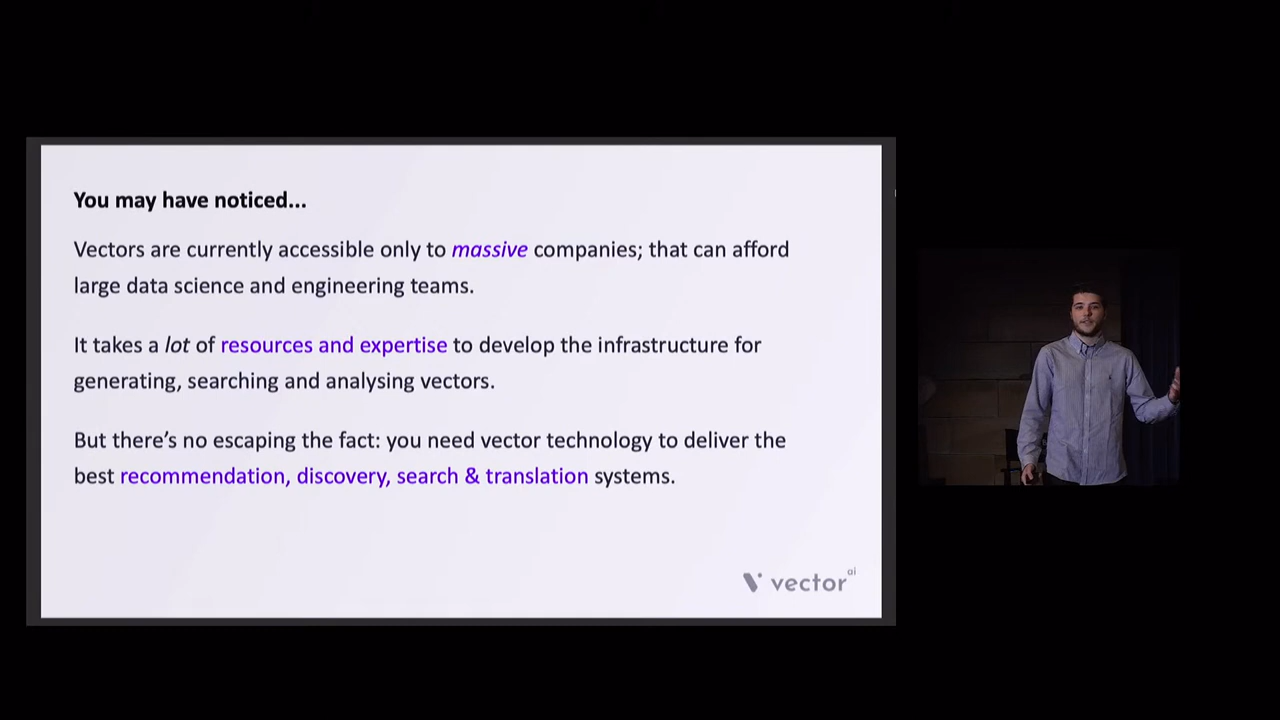 You may have noticed...
Vectors are currently accessible only to massive companies; that can afford
large data science and engineering teams.
It takes a lot of resources and expertise to develop the infrastructure for
generating, searching and analysing vectors.
But there’s no escaping the fact: you need vector technology to deliver the
best recommendation, discovery, search & translation systems.
vector ai